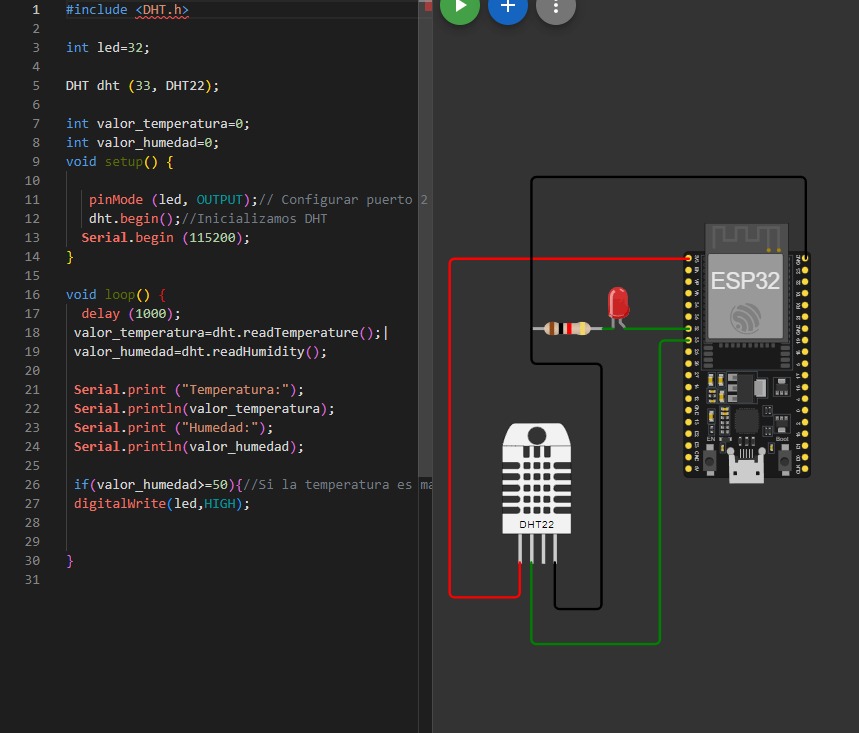 1 #include <DHT.h>
2
3 int led=32;
4
5 DHT dht (33, DHT22);
6
7 int valor_temperatura=0;
8 int valor_humedad=0;
9 void setup() {
10
11 pinMode (led, OUTPUT);// Configurar puerto 2
12 dht.begin();//Inicializamos DHT
13 Serial.begin (115200);
14 }
15
16 void loop() {
17 delay (1000);
18 valor_temperatura=dht.readTemperature();
19 valor_humedad=dht.readHumidity();
20
21 Serial.print ("Temperatura:");
22 Serial.println(valor_temperatura);
23 Serial.print ("Humedad:");
24 Serial.println(valor_humedad);
25
26 if(valor_humedad>=50){//Si la temperatura es ma
27 digitalWrite(led,HIGH);
28
29
30 }
31
ESP32
EN
Boot
DHT22